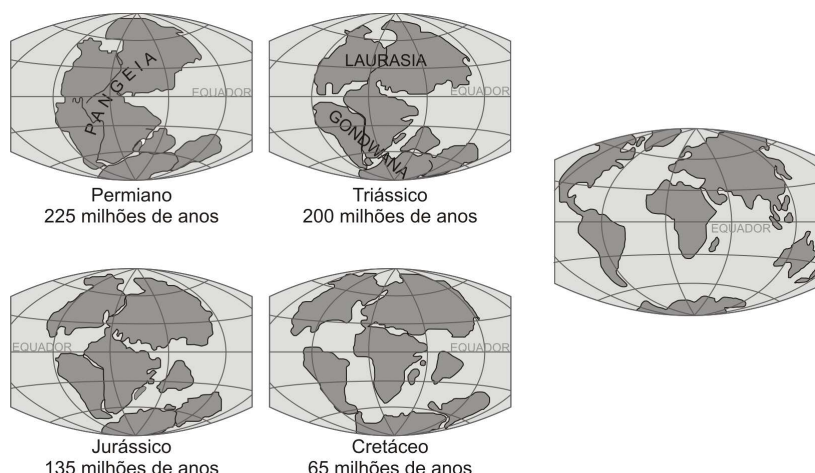 PANGEIA
EQUADOR
Permiano
225 milhões de anos
LAURASIA
EQUADOR
GONDWANA
Triássico
200 milhões de anos
EQUADOR
EQUADOR
Jurássico
135 milhões de anos
EQUADOR
Cretáceo
65 milhões de anos